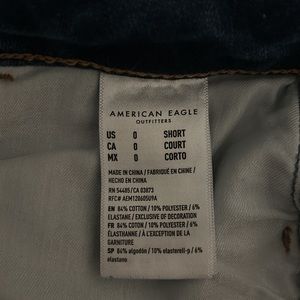 AMERICAN EAGLE
OUTFITTERS
US 0 SHORT
CA 0 COURT
MX 0 CORTO
MADE IN CHINA / FABRIQUÉ EN CHINE /
HECHO EN CHINA
RN 54485/CA 03873
RFC# AEM120605U9A
EN 84% COTTON / 10% POLYESTER / 6%
ELASTANE/EXCLUSIVE OF DECORATION
FR 84% COTON / 10% POLYESTER / 6%
ÉLASTHANNE / À L'EXCEPTION DE LA
GARNITURE
SP 84% algodón / 10% elasterell-p / 6%
elastano